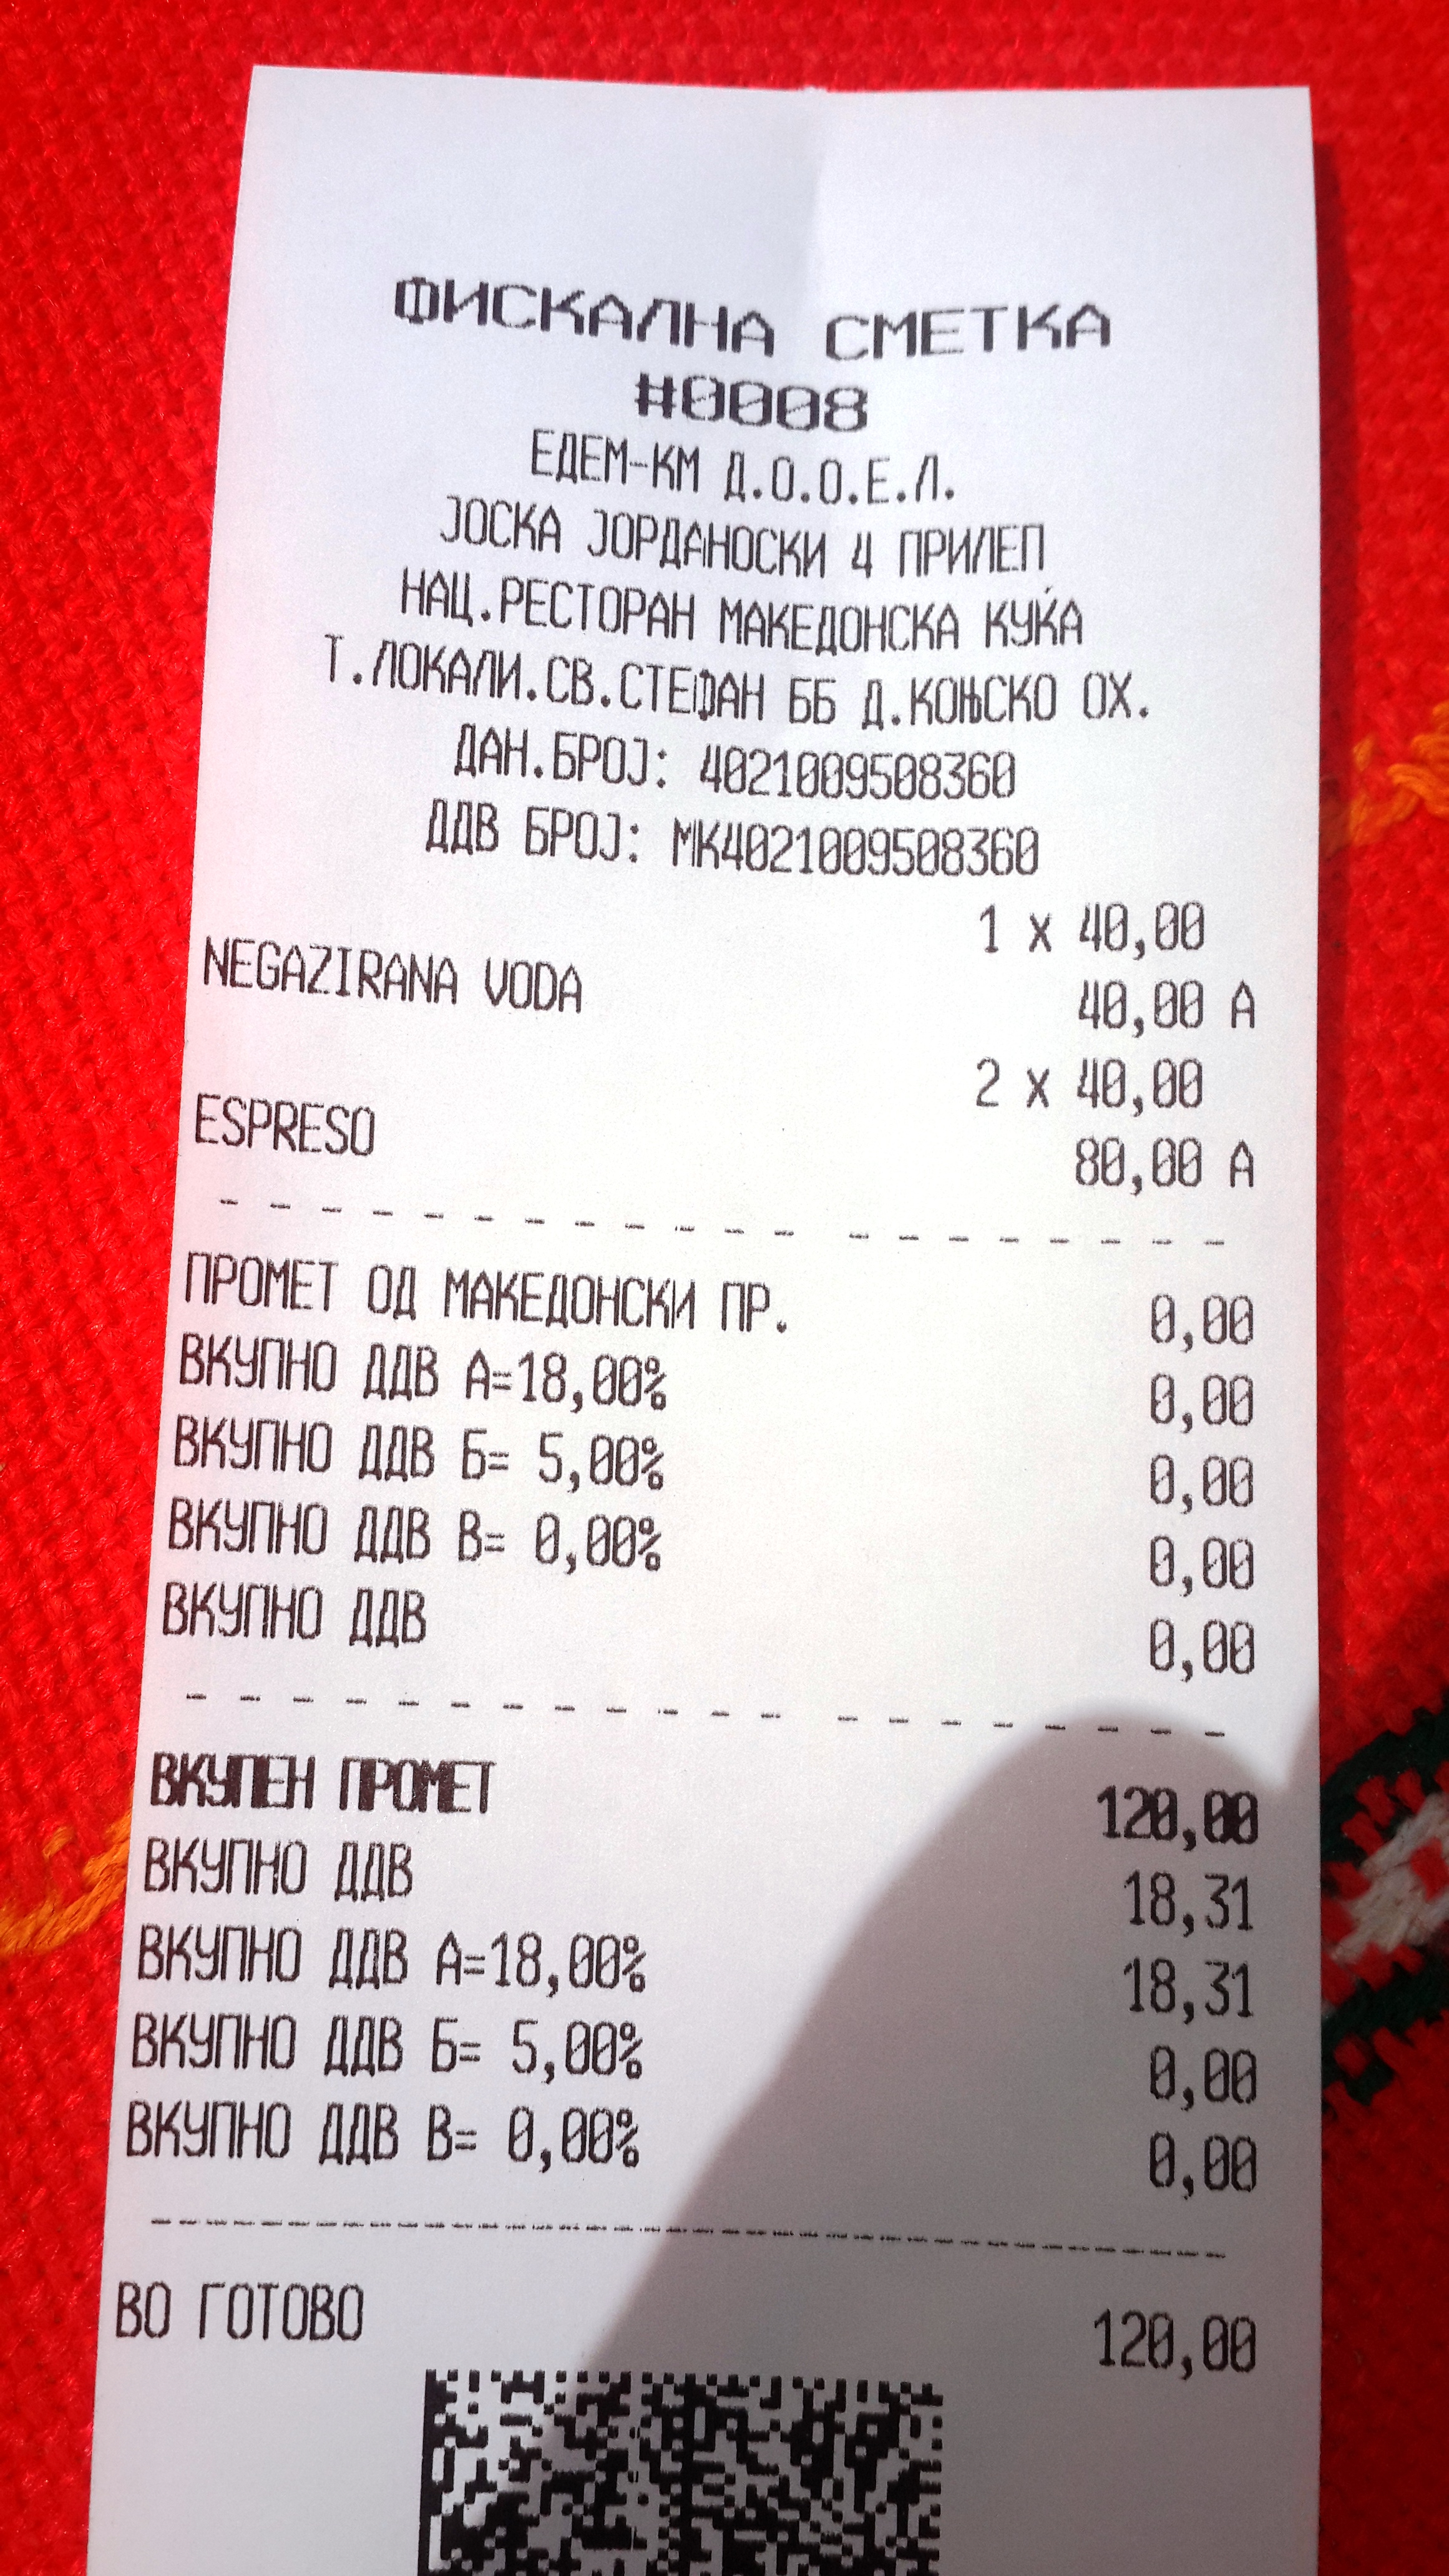 ФИСКАЛНА СМЕТКА
#0008
ЕДЕМ-КМ Д.О.О.Е.Л.
ЈОСКА ЈОРДАНОСКИ 4 ПРИЛЕП
НАЦ.РЕСТОРАН МАКЕДОНСКА КУЌА
Т.ЛОКАЛИ.СВ.СТЕФАН ББ Д.КОЊСКО ОХ.
ДАН.БРОЈ: 4021009508360
ДДВ БРОЈ: МК4021009508360
1 x 40,00
NEGAZIRANA VODA 40,00 А
2 x 40,00
ESPRESO 80,00 А
ПРОМЕТ ОД МАКЕДОНСКИ ПР. 0,00
ВКУПНО ДДВ А=18,00% 0,00
ВКУПНО ДДВ Б= 5,00% 0,00
ВКУПНО ДДВ В= 0,00% 0,00
ВКУПНО ДДВ 0,00
ВКУПЕН ПРОМЕТ 120,00
ВКУПНО ДДВ 18,31
ВКУПНО ДДВ А=18,00% 18,31
ВКУПНО ДДВ Б= 5,00% 0,00
ВКУПНО ДДВ В= 0,00% 0,00
ВО ГОТОВО 120,00